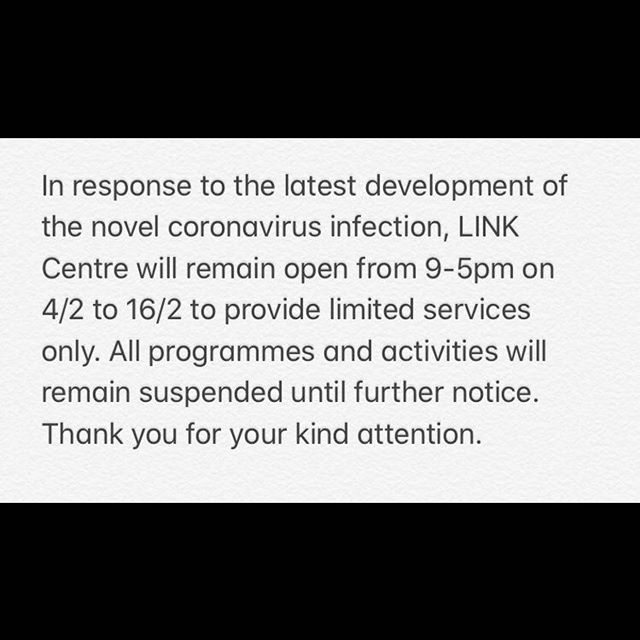 In response to the latest development of
the novel coronavirus infection, LINK
Centre will remain open from 9-5pm on
4/2 to 16/2 to provide limited services
only. All programmes and activities will
remain suspended until further notice.
Thank you for your kind attention.